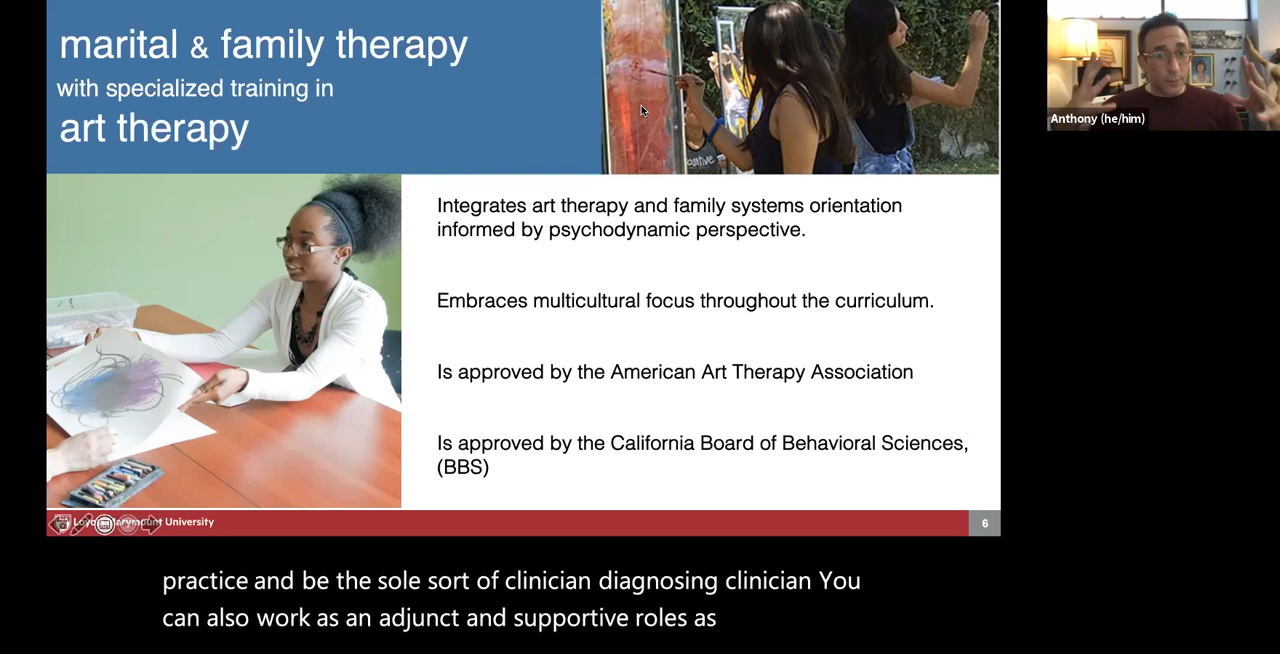 marital & family therapy
with specialized training in
art therapy
ositive
Anthony (he/him)
Integrates art therapy and family systems orientation
informed by psychodynamic perspective.
Embraces multicultural focus throughout the curriculum.
Is approved by the American Art Therapy Association
Is approved by the California Board of Behavioral Sciences,
(BBS)
Loyola Marymount University
6
practice and be the sole sort of clinician diagnosing clinician You
can also work as an adjunct and supportive roles as